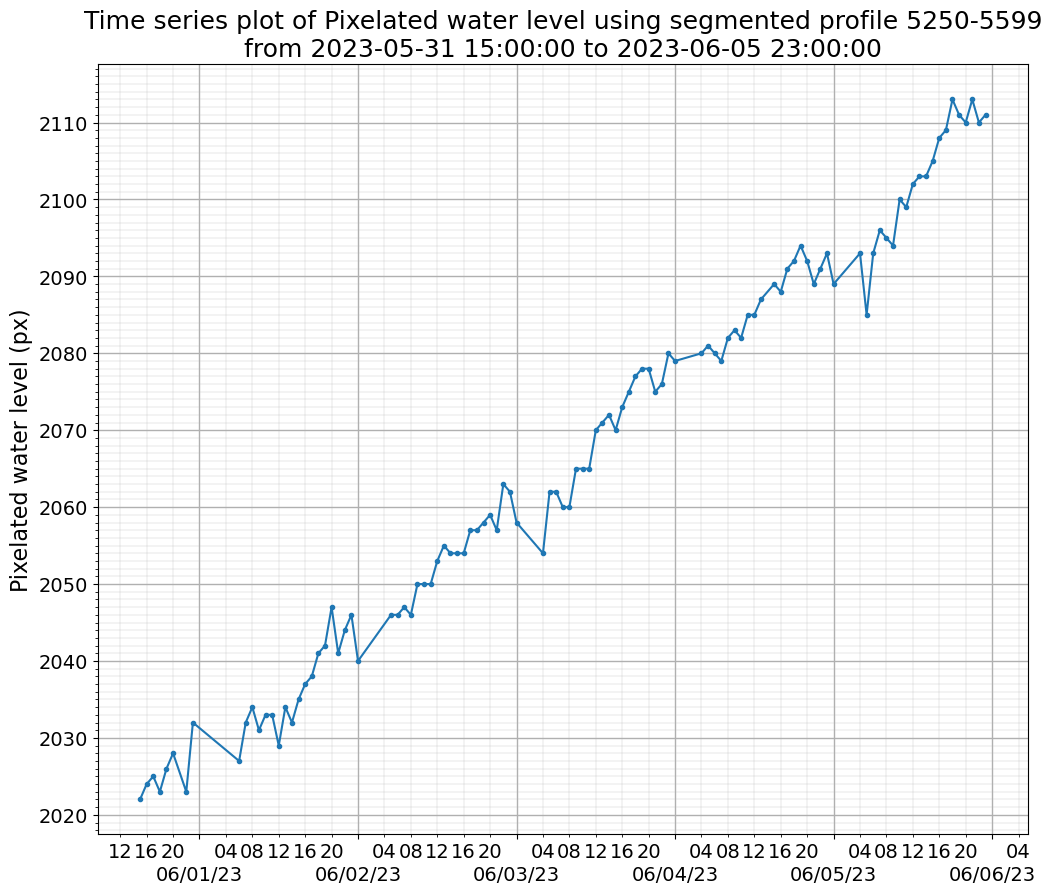 Time series plot of Pixelated water level using segmented profile 5250-5599
from 2023-05-31 15:00:00 to 2023-06-05 23:00:00
Pixelated water level (px)
2110
2100
2090
2080
2070
2060
2050
2040
2030
2020
12 16 20 04 08 12 16 20 04 08 12 16 20 04 08 12 16 20 04 08 12 16 20 04 08 12 16 20 04
06/01/23 06/02/23 06/03/23 06/04/23 06/05/23 06/06/23